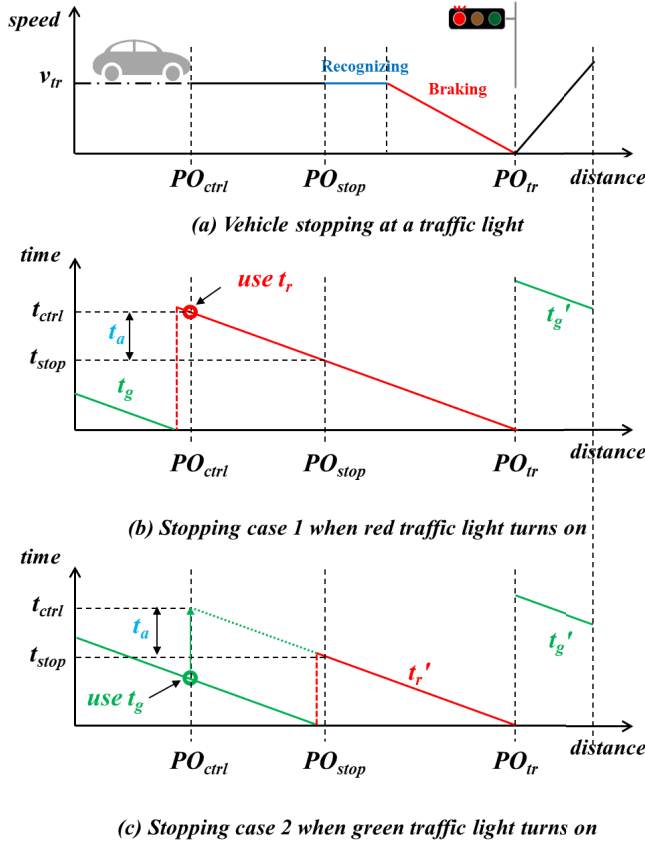 speed
v_tr
Recognizing
Braking
PO_ctrl PO_stop PO_tr distance
(a) Vehicle stopping at a traffic light
time
use t_r
t_ctrl
t_a
t_g'
t_stop
t_g
PO_ctrl PO_stop PO_tr distance
(b) Stopping case 1 when red traffic light turns on
time
t_ctrl
t_a
t_g'
t_stop
t_r'
use t_g
PO_ctrl PO_stop PO_tr distance
(c) Stopping case 2 when green traffic light turns on